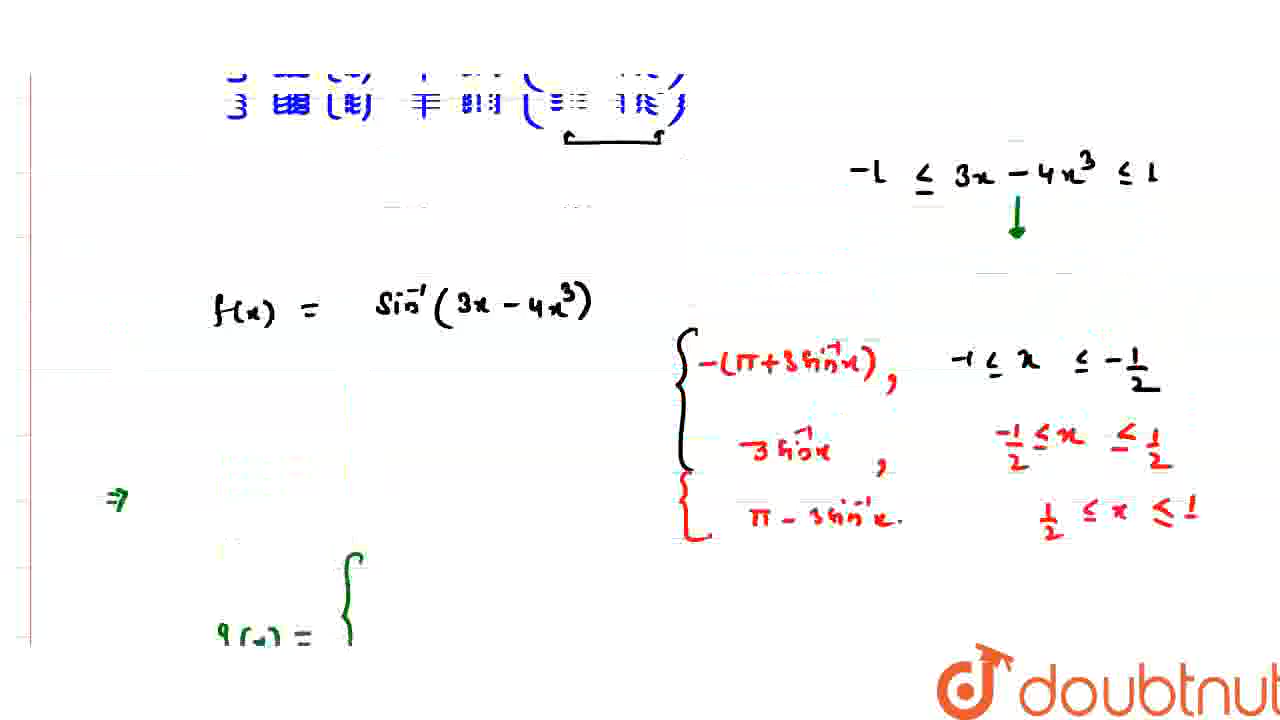 -1 ≤ 3x - 4x³ ≤ 1
f(x) = Sin⁻¹(3x - 4x³)
-(π+3sin⁻¹x), -1 ≤ x ≤ -1/2
3sin⁻¹x, -1/2 ≤ x ≤ 1/2
π - 3sin⁻¹x. 1/2 ≤ x ≤ 1
⇒
g(x) = {
doubtnut